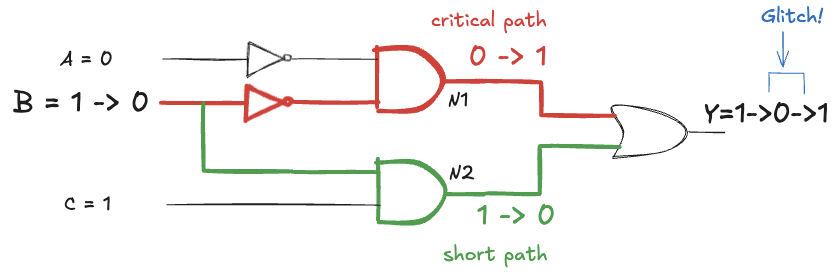 Glitch!
critical path
A = 0
0 -> 1
B = 1 -> 0
N1
Y=1->0->1
N2
C = 1
1 -> 0
short path